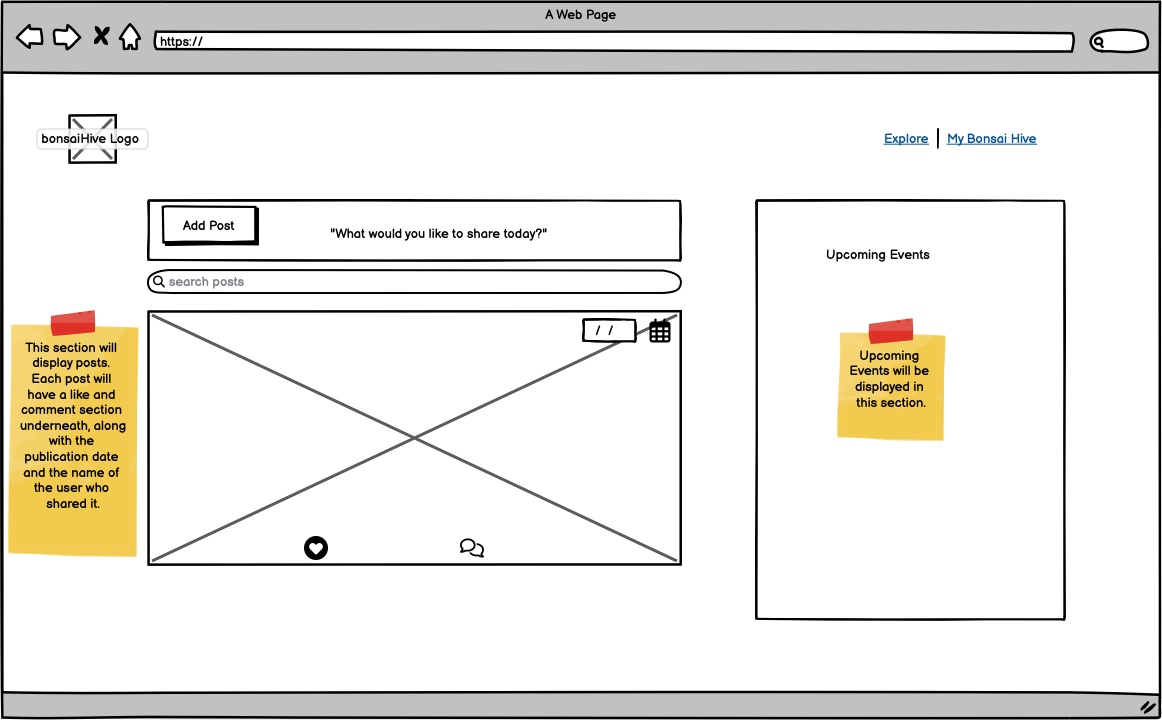 A Web Page
https://
bonsaiHive Logo
Explore
My Bonsai Hive
Add Post
"What would you like to share today?"
search posts
/ /
Upcoming Events
This section will
display posts.
Each post will
have a like and
comment section
underneath, along
with the
publication date
and the name of
the user who
shared it.
Upcoming
Events will be
displayed in
this section.